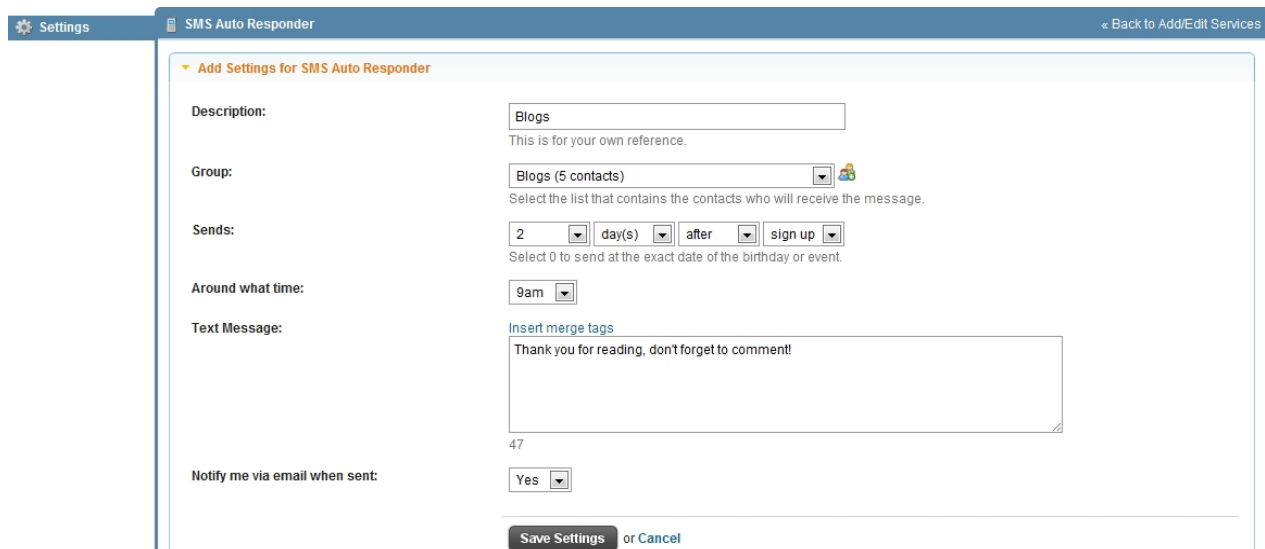 Settings
SMS Auto Responder
« Back to Add/Edit Services
Add Settings for SMS Auto Responder
Description:
Blogs
This is for your own reference.
Group:
Blogs (5 contacts)
Select the list that contains the contacts who will receive the message.
Sends:
2 day(s) after sign up
Select 0 to send at the exact date of the birthday or event.
Around what time:
9am
Text Message:
Insert merge tags
Thank you for reading, don't forget to comment!
47
Notify me via email when sent:
Yes
Save Settings or Cancel